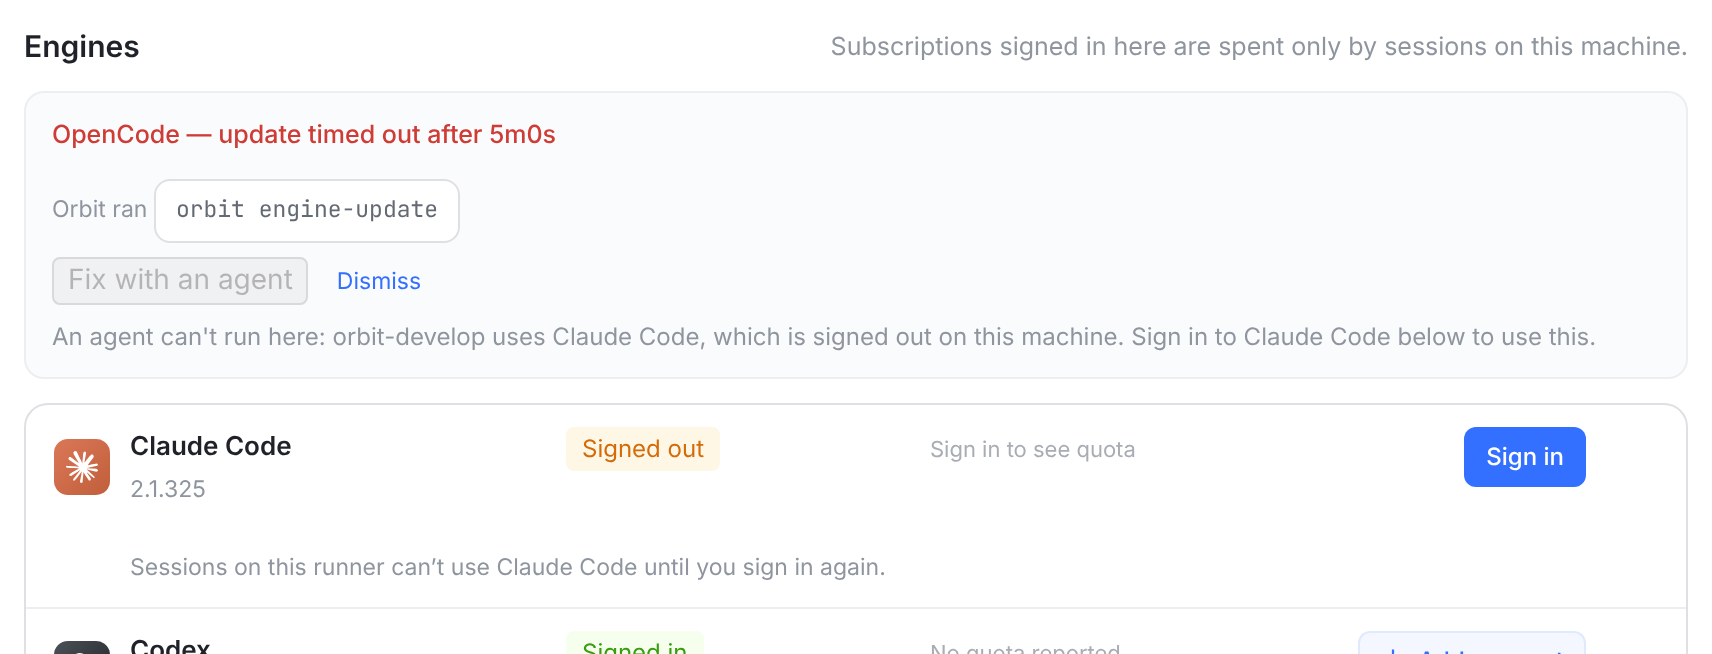 Engines
Subscriptions signed in here are spent only by sessions on this machine.
OpenCode — update timed out after 5m0s
Orbit ran orbit engine-update
Fix with an agent Dismiss
An agent can't run here: orbit-develop uses Claude Code, which is signed out on this machine. Sign in to Claude Code below to use this.
Claude Code Signed out Sign in to see quota Sign in
2.1.325
Sessions on this runner can’t use Claude Code until you sign in again.
Codex Signed in No quota reported